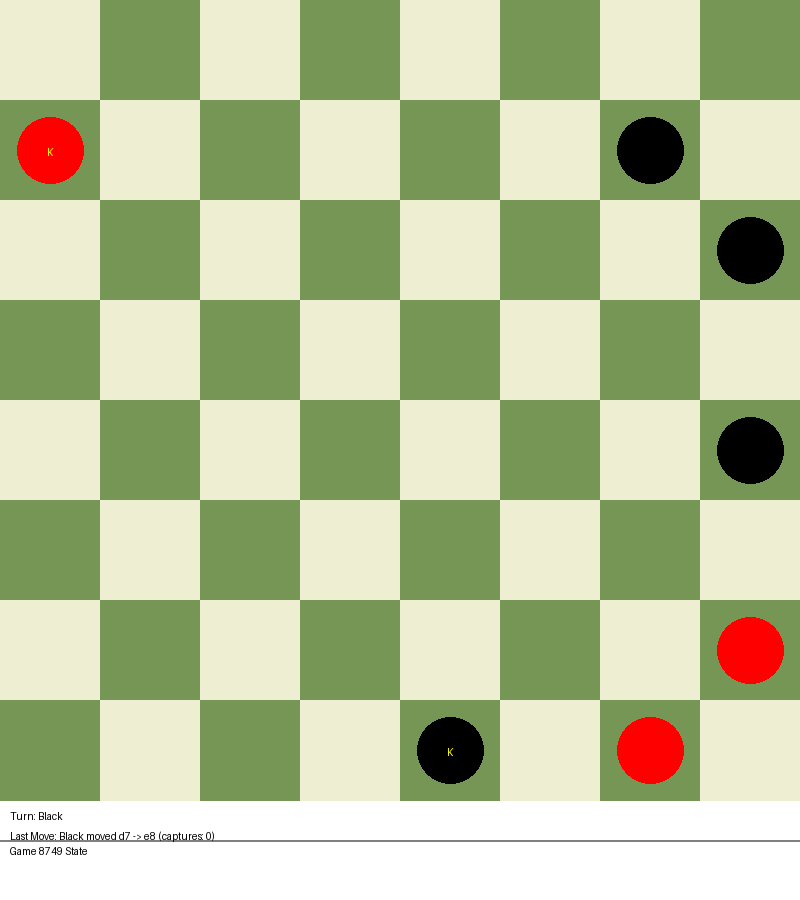 K
K
Turn: Black
Last Move: Black moved d7 -> e8 (captures: 0)
Game 8749 State